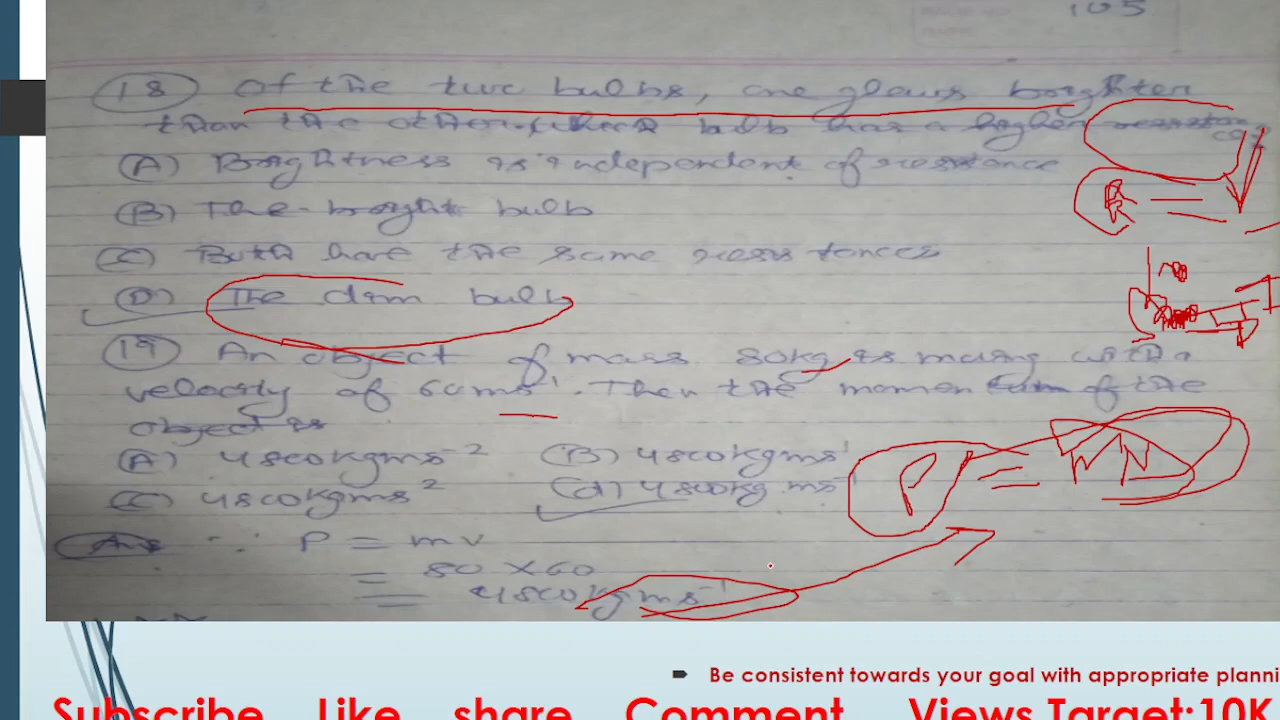 105
(18) Of the two bulbs, one glows brighter
than the other. Which bulb has a higher resistance?
(A) Brightness is independent of resistance
(B) The bright bulb
(C) Both have the same resistances
(D) The dim bulb
(19) An object of mass 80kg is moving with a
velocity of 60ms⁻¹. Then the momentum of the
object is
(A) 4800kgms⁻² (B) 4800kgms⁻¹
(C) 4800kgms² (d) 4800kg.ms⁻¹
Ans ∵ P = mv
= 80 X 60
= 4800kgms⁻¹
Be consistent towards your goal with appropriate planni
Subscribe Like share Comment Views Target:10K